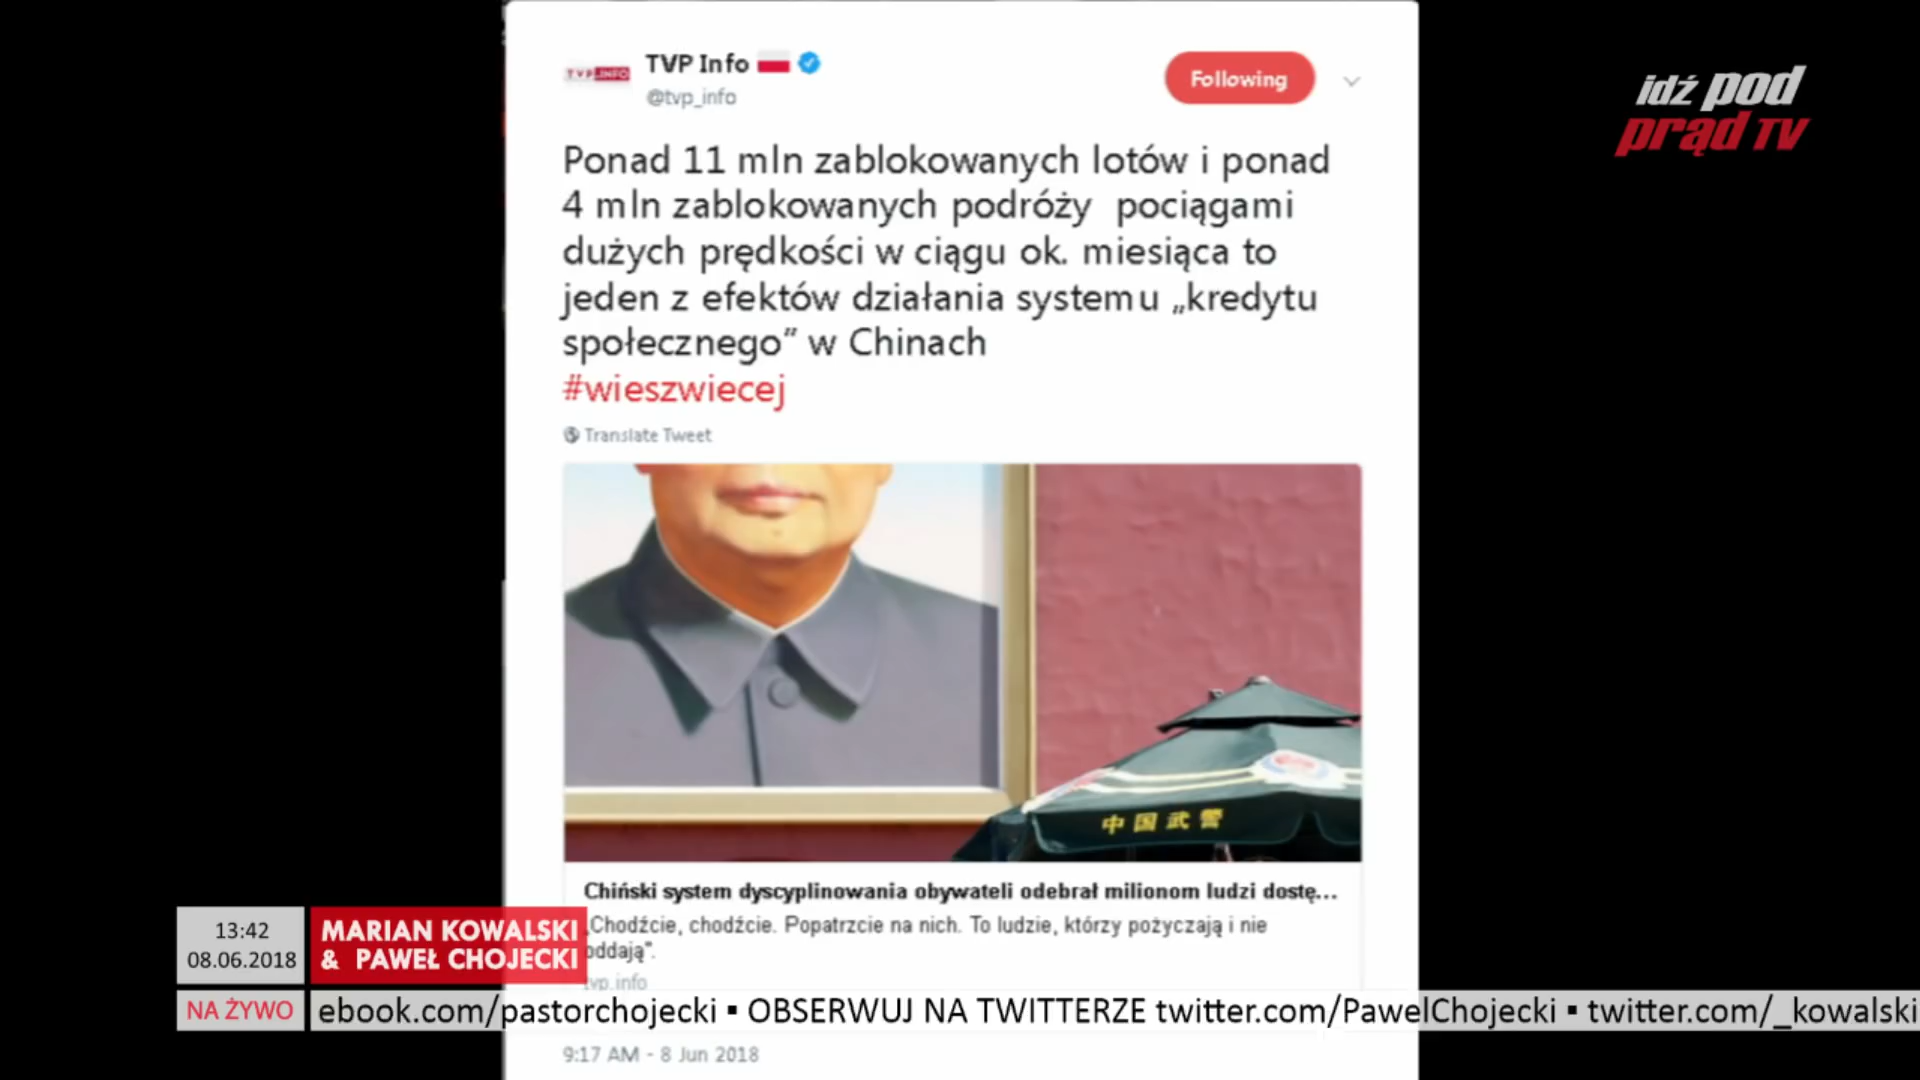 TVP INFO
TVP Info
@tvp_info
Following
idź pod
prąd TV
Ponad 11 mln zablokowanych lotów i ponad
4 mln zablokowanych podróży pociągami
dużych prędkości w ciągu ok. miesiąca to
jeden z efektów działania systemu „kredytu
społecznego” w Chinach
#wieszwiecej
Translate Tweet
中国武警
Chiński system dyscyplinowania obywateli odebrał milionom ludzi dostę...
„Chodźcie, chodźcie. Popatrzcie na nich. To ludzie, którzy pożyczają i nie
oddają”.
tvp.info
13:42
08.06.2018
MARIAN KOWALSKI
& PAWEŁ CHOJECKI
NA ŻYWO
ebook.com/pastorchojecki ▪ OBSERWUJ NA TWITTERZE twitter.com/PawelChojecki ▪ twitter.com/_kowalski
9:17 AM - 8 Jun 2018